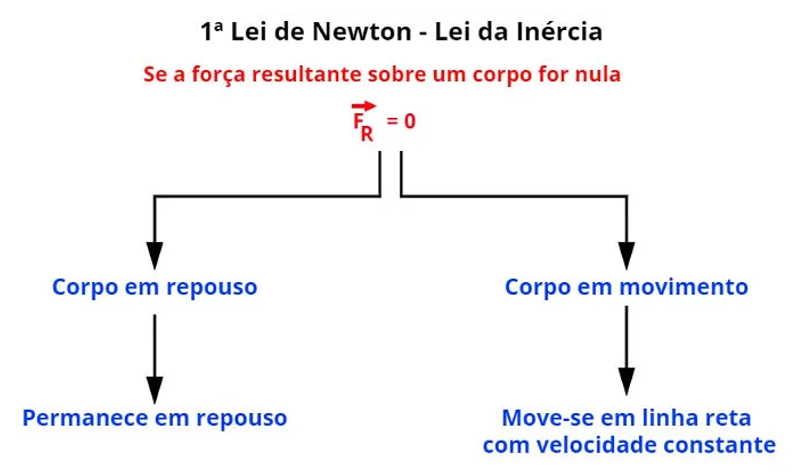 1ª Lei de Newton - Lei da Inércia
Se a força resultante sobre um corpo for nula
F_R = 0
Corpo em repouso
Corpo em movimento
Permanece em repouso
Move-se em linha reta
com velocidade constante